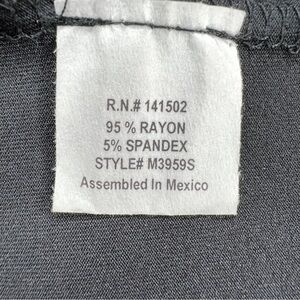 R.N.# 141502
95 % RAYON
5% SPANDEX
STYLE# M3959S
Assembled In Mexico